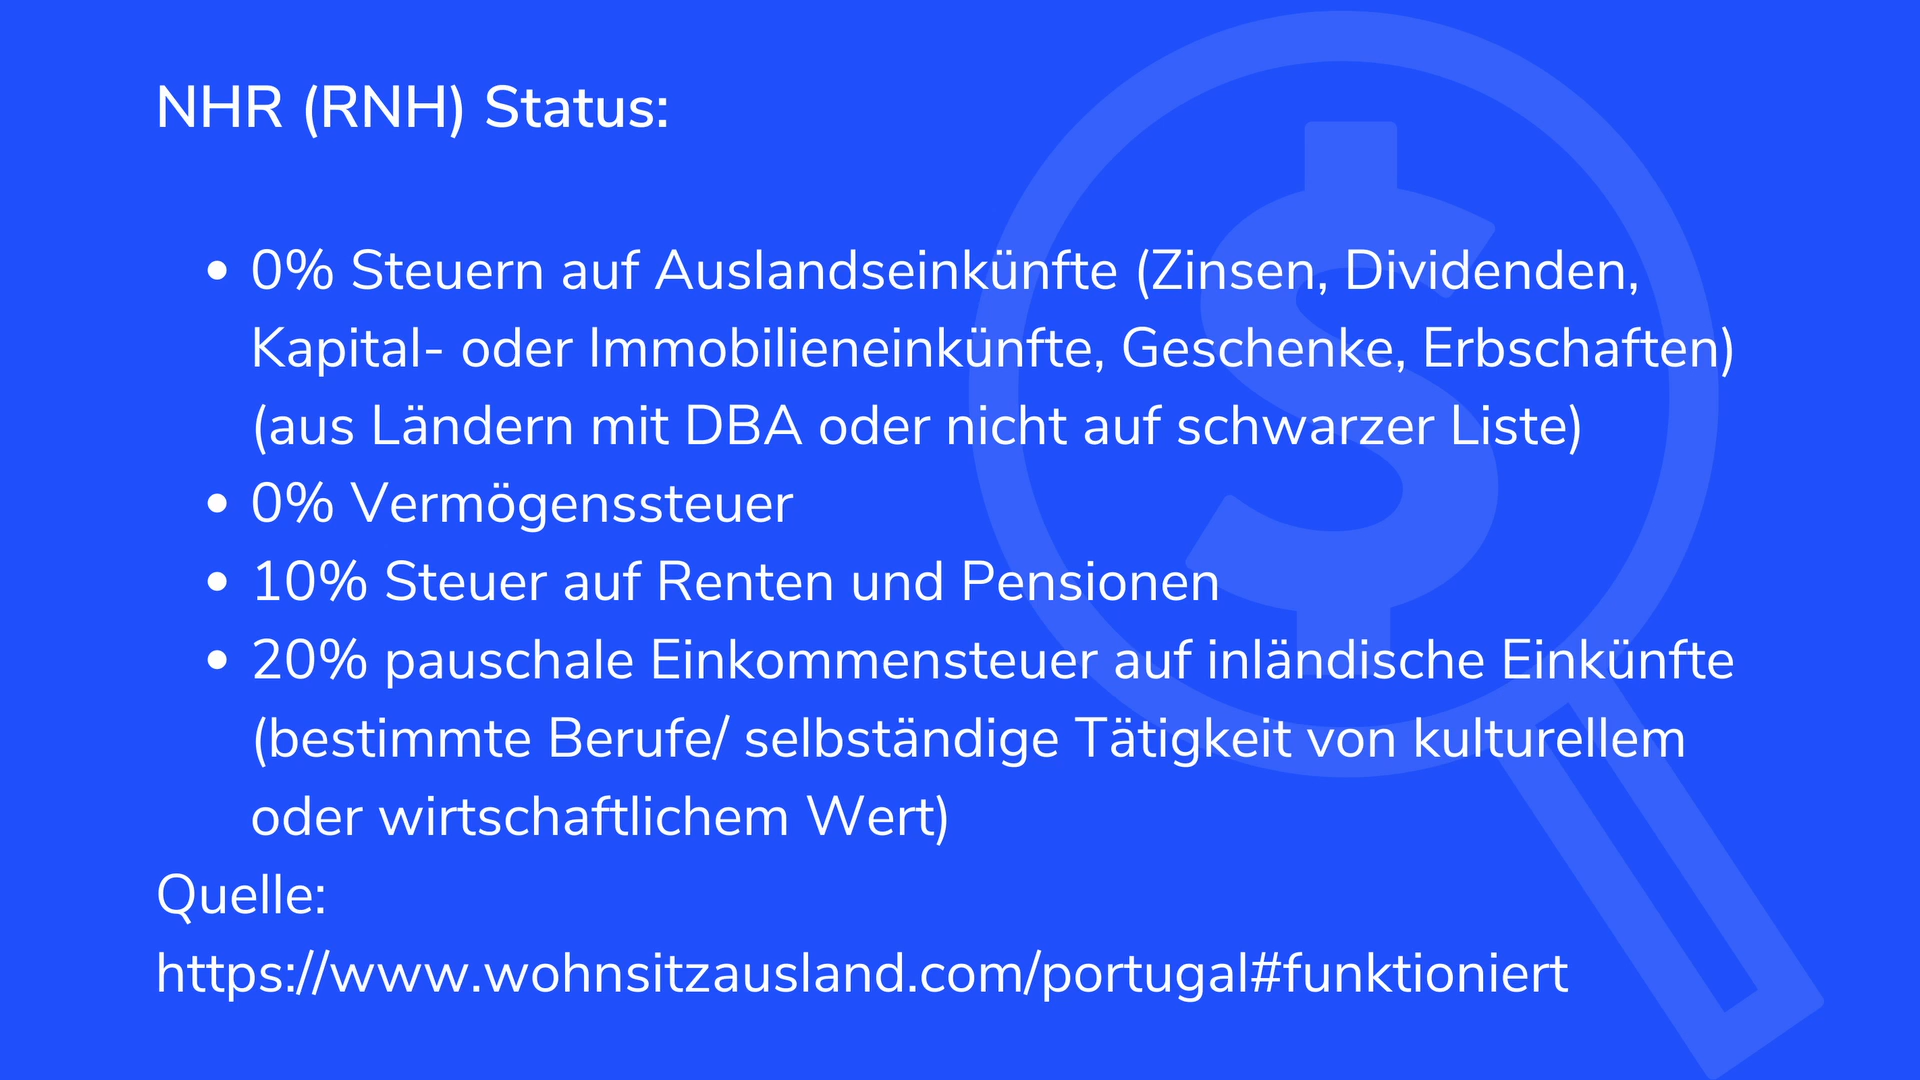 NHR (RNH) Status:
• 0% Steuern auf Auslandseinkünfte (Zinsen, Dividenden,
Kapital- oder Immobilieneinkünfte, Geschenke, Erbschaften)
(aus Ländern mit DBA oder nicht auf schwarzer Liste)
• 0% Vermögenssteuer
• 10% Steuer auf Renten und Pensionen
• 20% pauschale Einkommensteuer auf inländische Einkünfte
(bestimmte Berufe/ selbständige Tätigkeit von kulturellem
oder wirtschaftlichem Wert)
Quelle:
https://www.wohnsitzausland.com/portugal#funktioniert